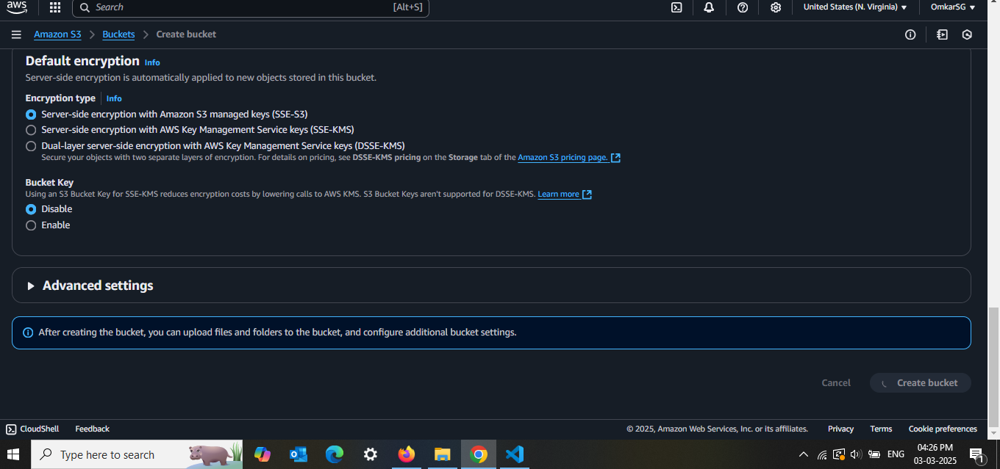 aws
Search
[Alt+S]
United States (N. Virginia)
OmkarSG
Amazon S3
Buckets
Create bucket
Default encryption Info
Server-side encryption is automatically applied to new objects stored in this bucket.
Encryption type Info
Server-side encryption with Amazon S3 managed keys (SSE-S3)
Server-side encryption with AWS Key Management Service keys (SSE-KMS)
Dual-layer server-side encryption with AWS Key Management Service keys (DSSE-KMS)
Secure your objects with two separate layers of encryption. For details on pricing, see DSSE-KMS pricing on the Storage tab of the Amazon S3 pricing page.
Bucket Key
Using an S3 Bucket Key for SSE-KMS reduces encryption costs by lowering calls to AWS KMS. S3 Bucket Keys aren't supported for DSSE-KMS. Learn more
Disable
Enable
Advanced settings
After creating the bucket, you can upload files and folders to the bucket, and configure additional bucket settings.
Cancel
Create bucket
CloudShell
Feedback
© 2025, Amazon Web Services, Inc. or its affiliates.
Privacy
Terms
Cookie preferences
Type here to search
ENG
04:26 PM
03-03-2025
1